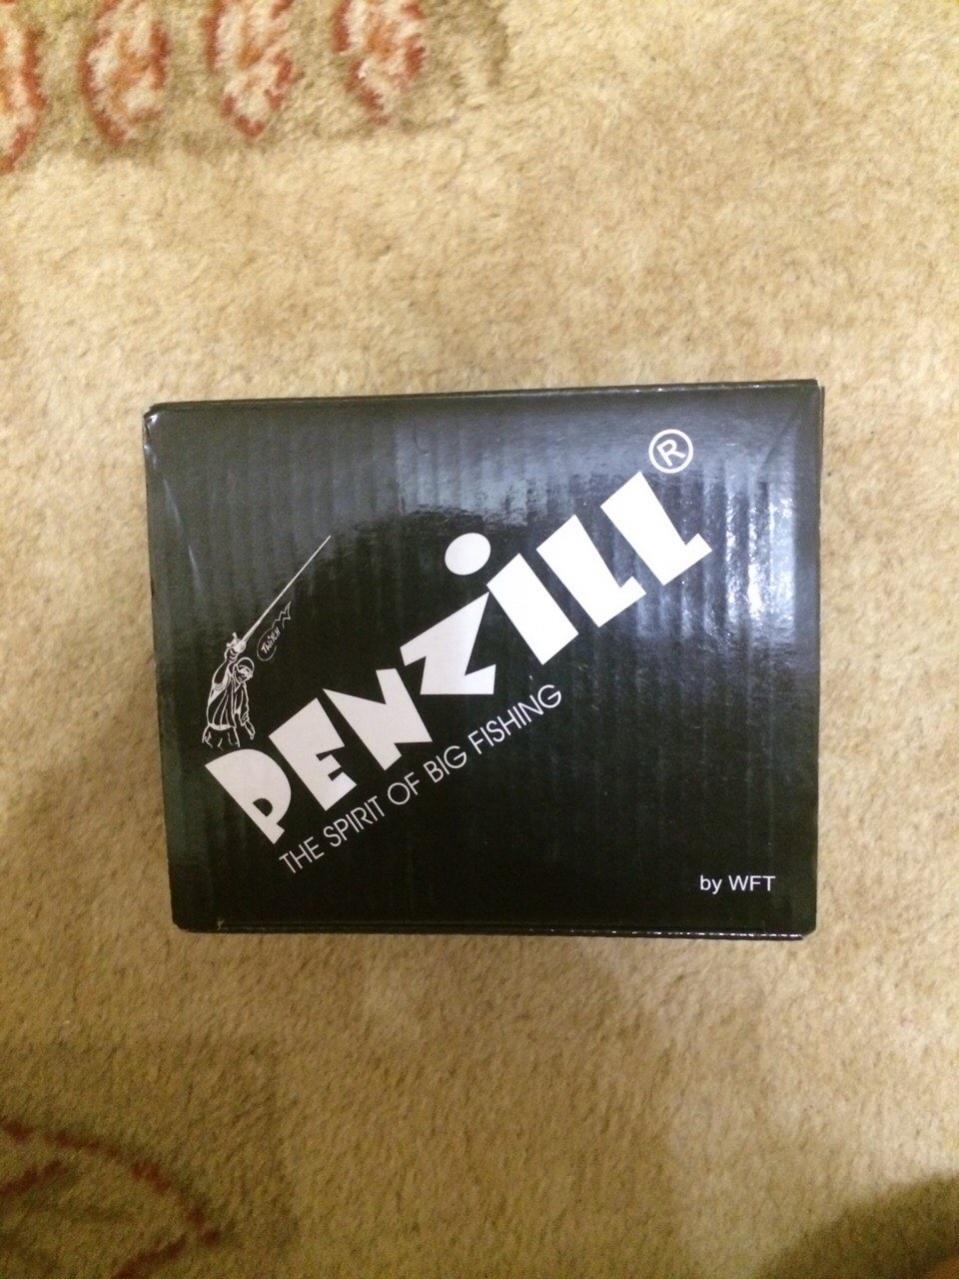 PENZiLL®
THE SPIRIT OF BIG FISHING
by WFT